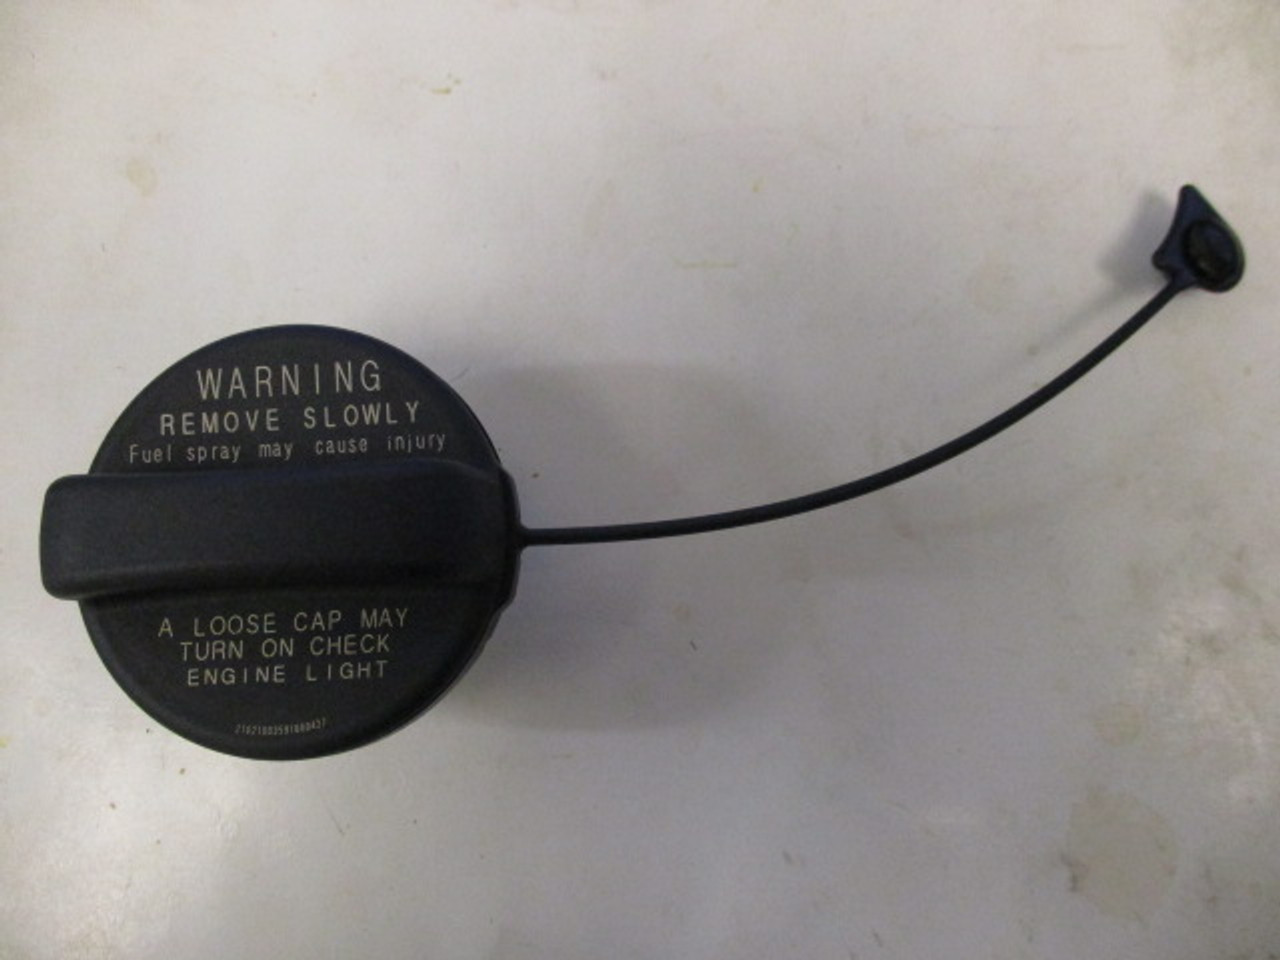 WARNING
REMOVE SLOWLY
Fuel spray may cause injury
A LOOSE CAP MAY
TURN ON CHECK
ENGINE LIGHT